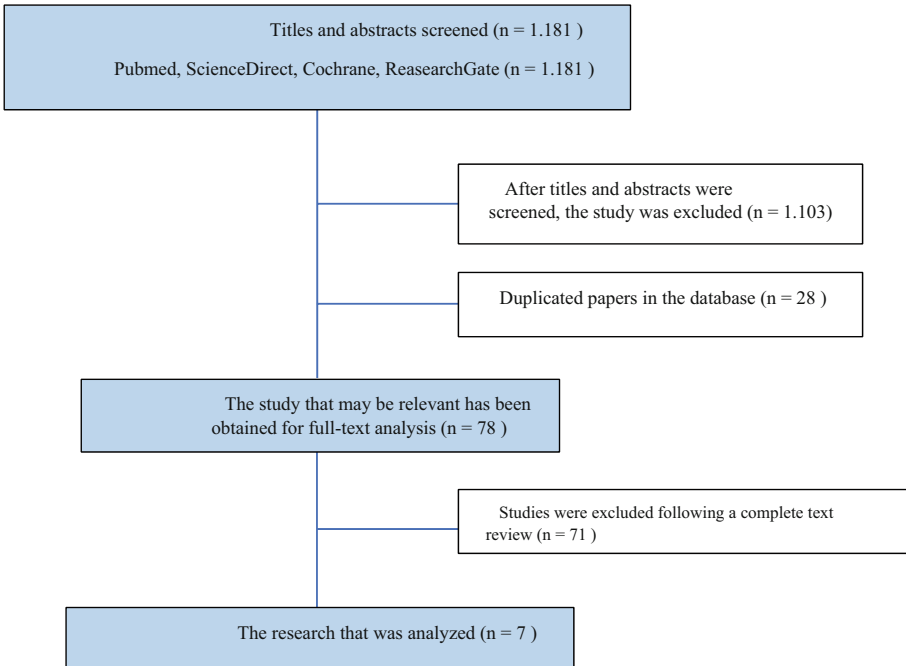 Titles and abstracts screened (n = 1.181 )
Pubmed, ScienceDirect, Cochrane, ReasearchGate (n = 1.181 )
After titles and abstracts were
screened, the study was excluded (n = 1.103)
Duplicated papers in the database (n = 28 )
The study that may be relevant has been
obtained for full-text analysis (n = 78 )
Studies were excluded following a complete text
review (n = 71 )
The research that was analyzed (n = 7 )